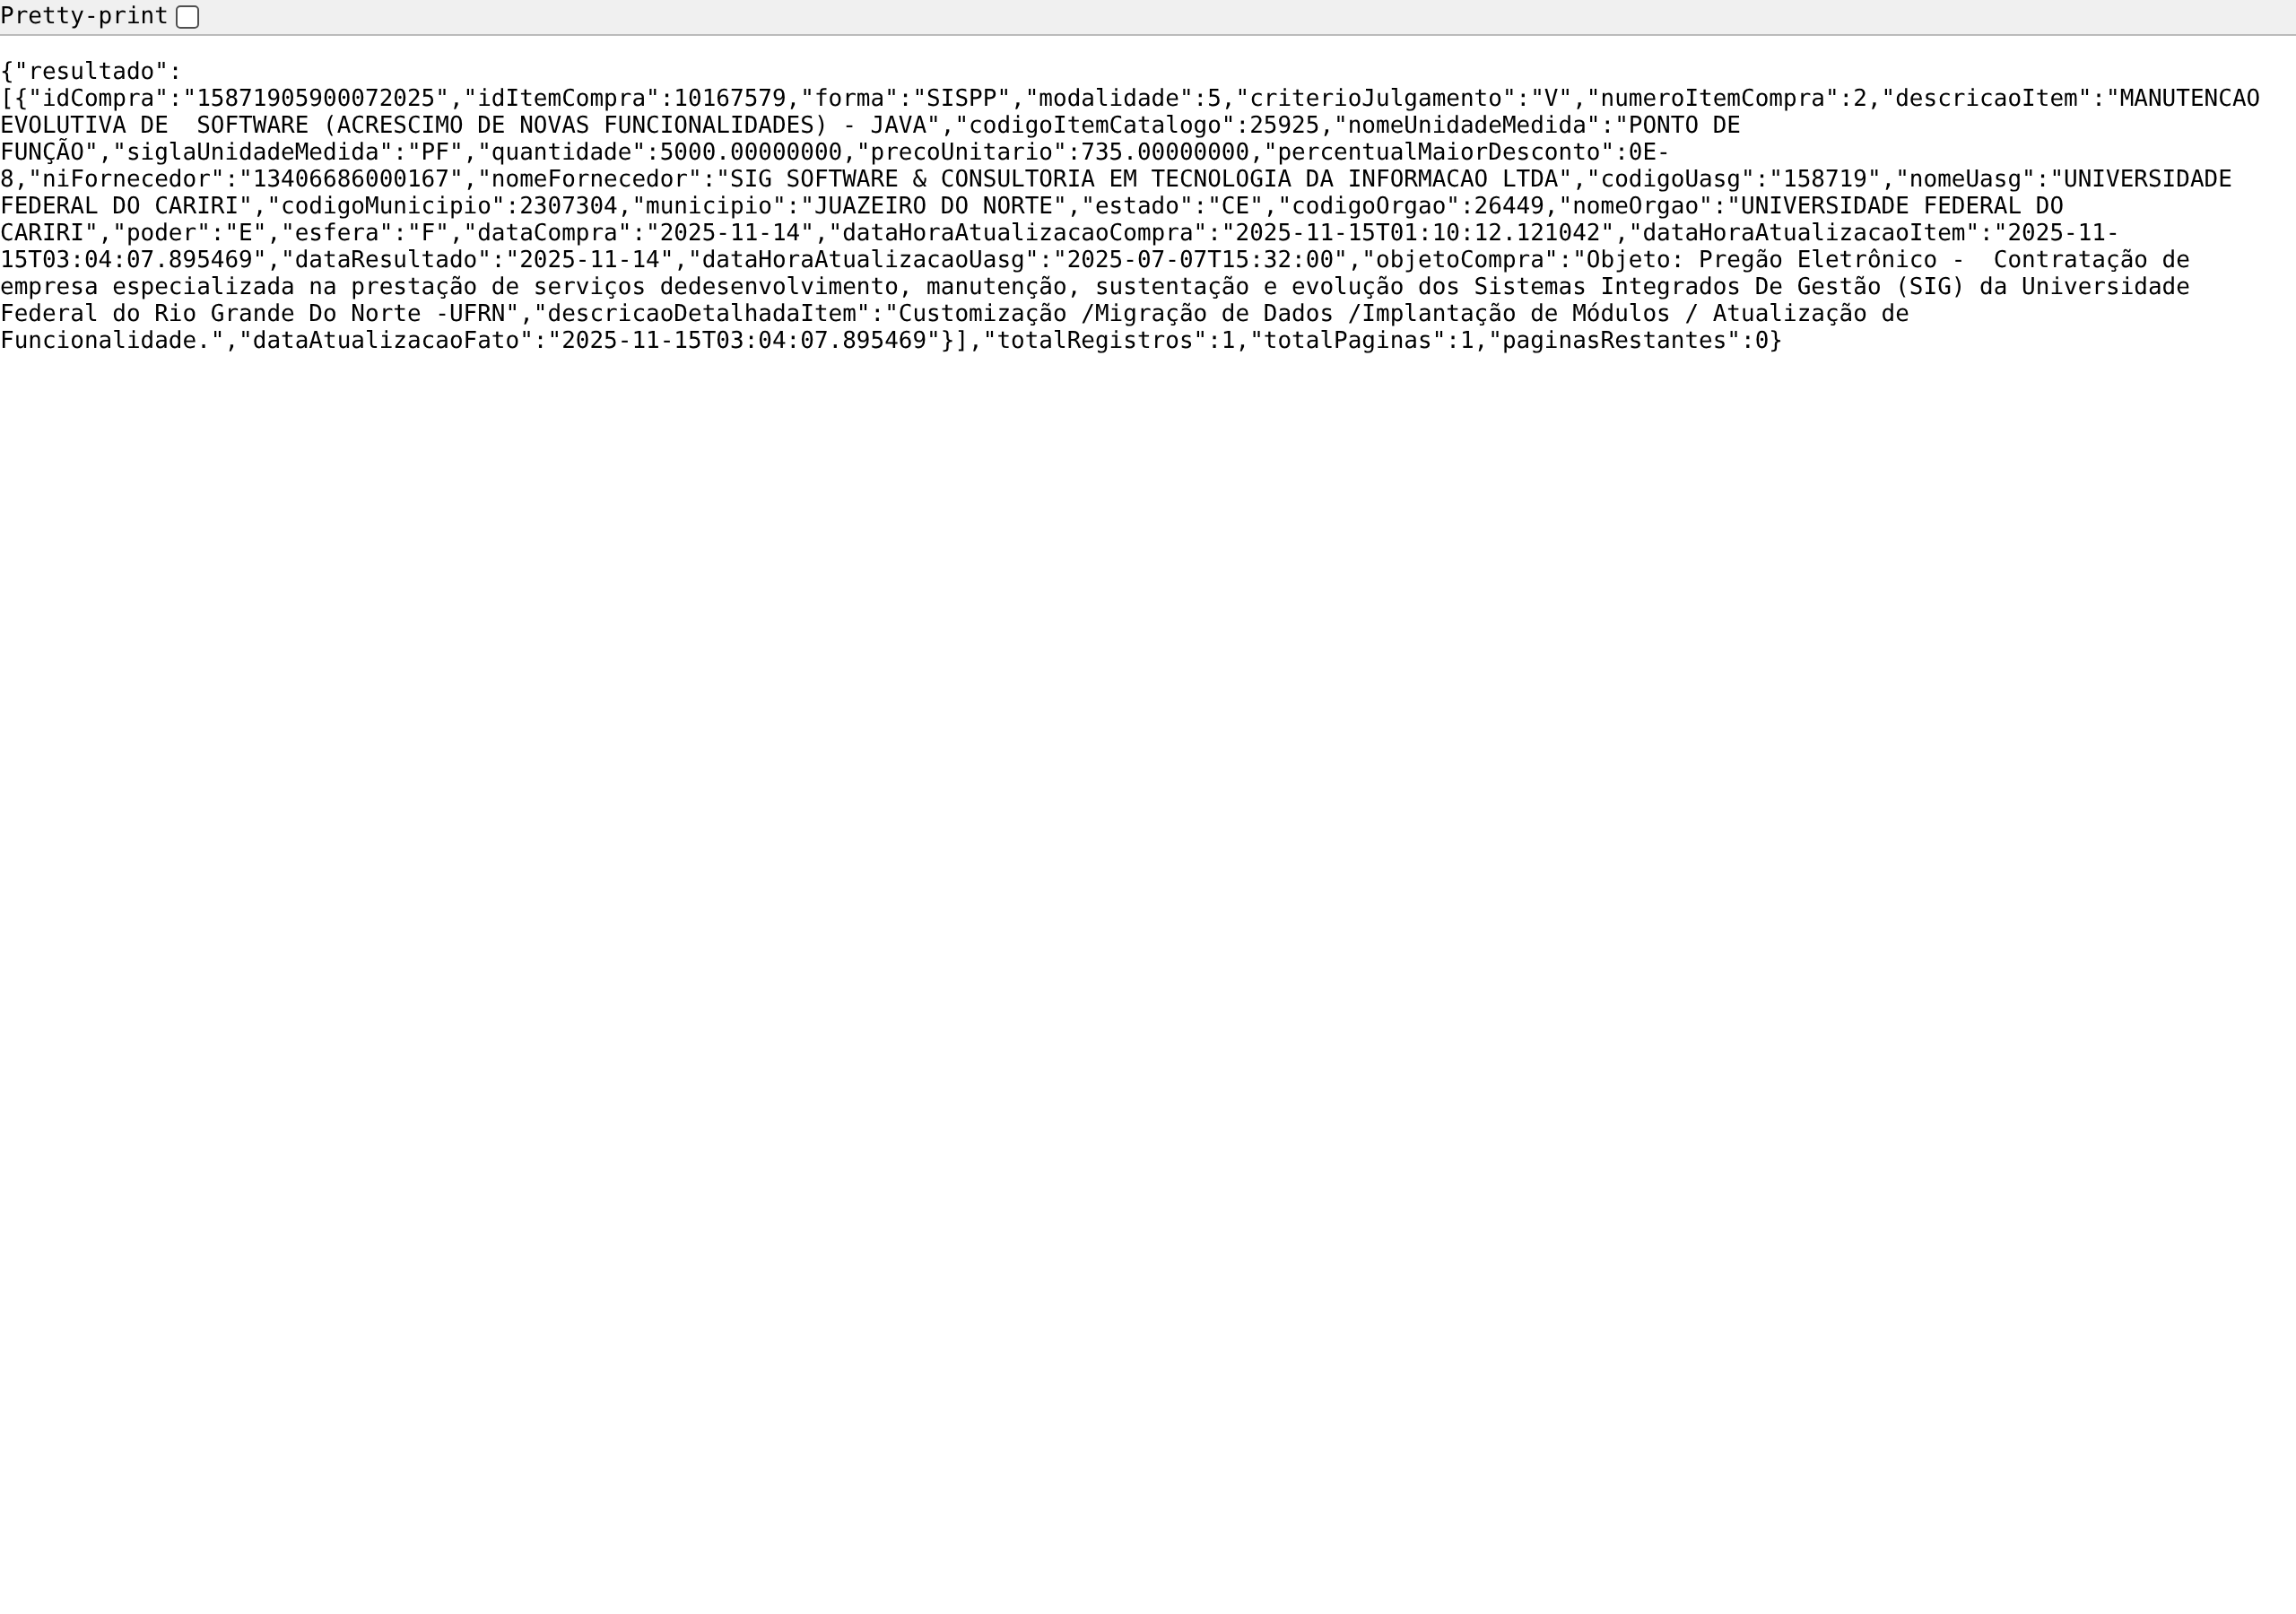 Pretty-print
{"resultado":
[{"idCompra":"15871905900072025","idItemCompra":10167579,"forma":"SISPP","modalidade":5,"criterioJulgamento":"V","numeroItemCompra":2,"descricaoItem":"MANUTENCAO
EVOLUTIVA DE  SOFTWARE (ACRESCIMO DE NOVAS FUNCIONALIDADES) - JAVA","codigoItemCatalogo":25925,"nomeUnidadeMedida":"PONTO DE
FUNÇÃO","siglaUnidadeMedida":"PF","quantidade":5000.00000000,"precoUnitario":735.00000000,"percentualMaiorDesconto":0E-
8,"niFornecedor":"13406686000167","nomeFornecedor":"SIG SOFTWARE & CONSULTORIA EM TECNOLOGIA DA INFORMACAO LTDA","codigoUasg":"158719","nomeUasg":"UNIVERSIDADE
FEDERAL DO CARIRI","codigoMunicipio":2307304,"municipio":"JUAZEIRO DO NORTE","estado":"CE","codigoOrgao":26449,"nomeOrgao":"UNIVERSIDADE FEDERAL DO
CARIRI","poder":"E","esfera":"F","dataCompra":"2025-11-14","dataHoraAtualizacaoCompra":"2025-11-15T01:10:12.121042","dataHoraAtualizacaoItem":"2025-11-
15T03:04:07.895469","dataResultado":"2025-11-14","dataHoraAtualizacaoUasg":"2025-07-07T15:32:00","objetoCompra":"Objeto: Pregão Eletrônico -  Contratação de
empresa especializada na prestação de serviços dedesenvolvimento, manutenção, sustentação e evolução dos Sistemas Integrados De Gestão (SIG) da Universidade
Federal do Rio Grande Do Norte -UFRN","descricaoDetalhadaItem":"Customização /Migração de Dados /Implantação de Módulos / Atualização de
Funcionalidade.","dataAtualizacaoFato":"2025-11-15T03:04:07.895469"}],"totalRegistros":1,"totalPaginas":1,"paginasRestantes":0}